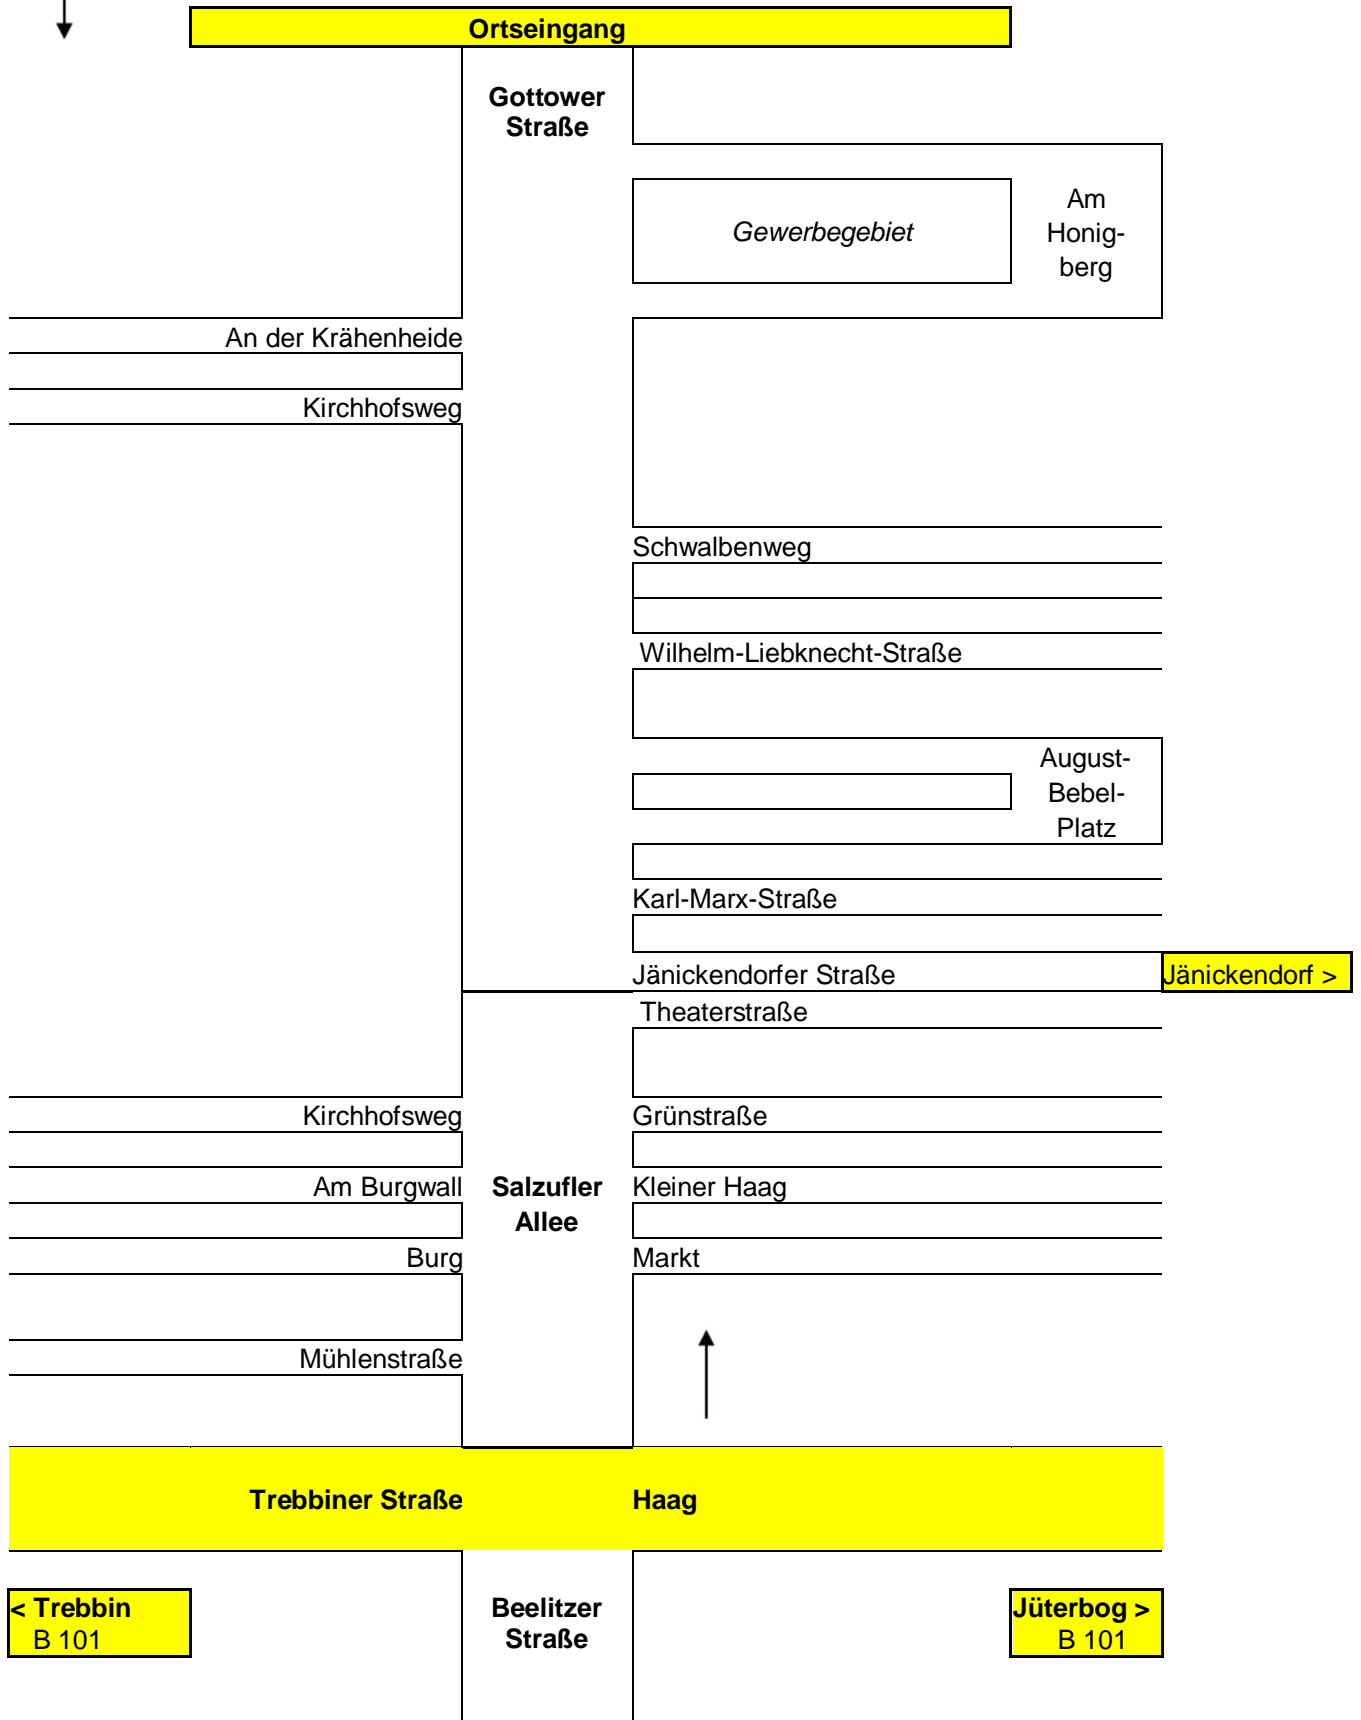 Ortseingang
Gottower
Straße
Gewerbegebiet
Am
Honig-
berg
An der Krähenheide
Kirchhofsweg
Schwalbenweg
Wilhelm-Liebknecht-Straße
August-
Bebel-
Platz
Karl-Marx-Straße
Jänickendorfer Straße
Jänickendorf >
Theaterstraße
Kirchhofsweg
Grünstraße
Am Burgwall
Salzufler
Allee
Kleiner Haag
Burg
Markt
Mühlenstraße
Trebbiner Straße
Haag
< Trebbin
B 101
Beelitzer
Straße
Jüterbog >
B 101